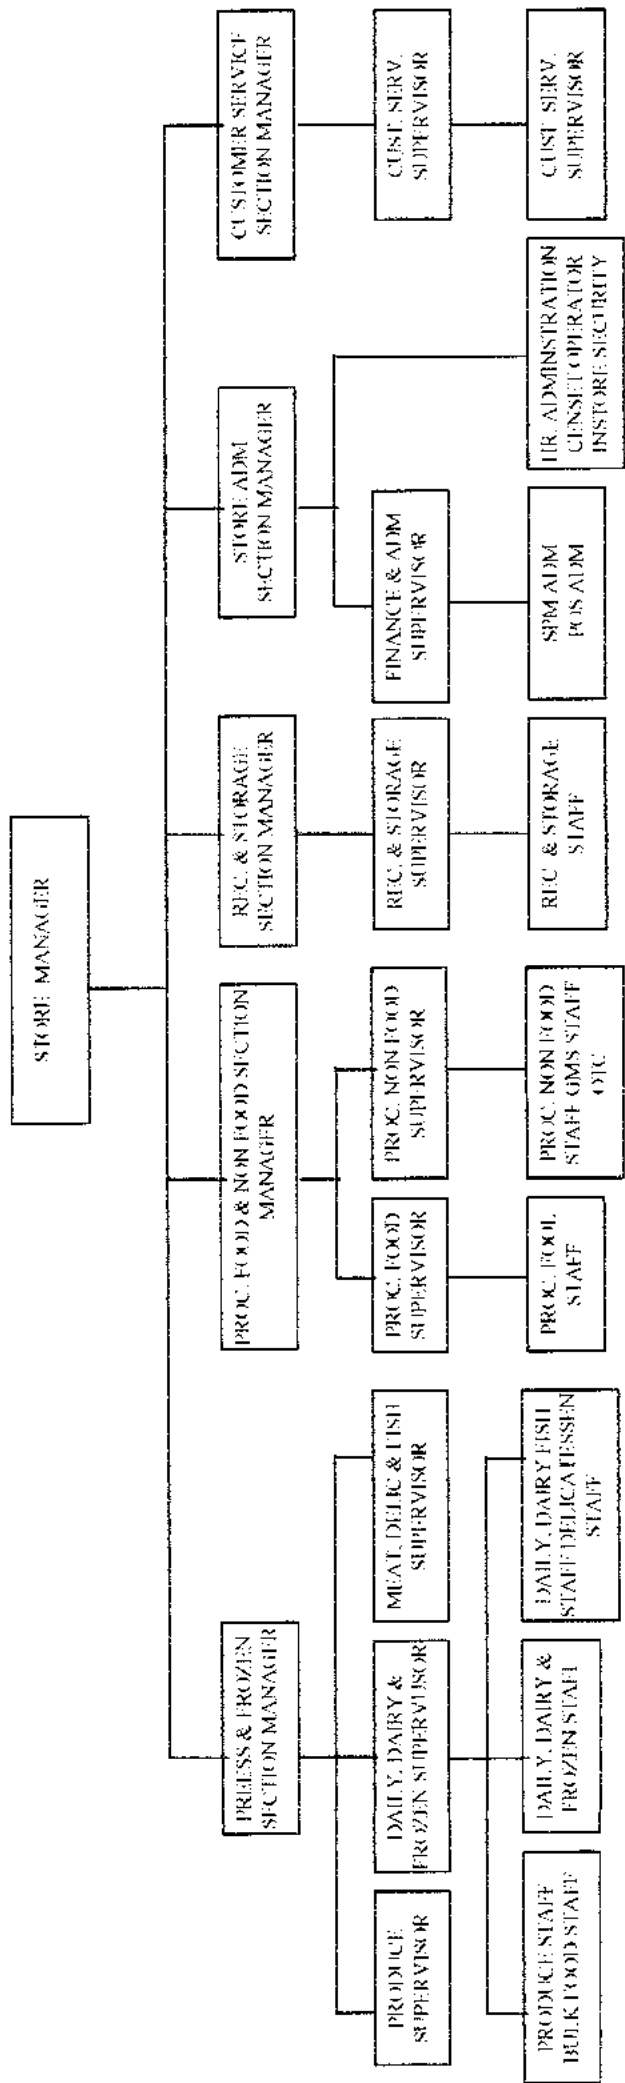 STORE MANAGER
PREESS & FROZEN
SECTION MANAGER
PROC. FOOD & NON FOOD SECTION
MANAGER
REC. & STORAGE
SECTION MANAGER
STORE ADM
SECTION MANAGER
CUSTOMER SERVICE
SECTION MANAGER
PRODUCE
SUPERVISOR
DAILY, DAIRY &
FROZEN SUPERVISOR
MEAT, DELIC & FISH
SUPERVISOR
PROC. FOOD
SUPERVISOR
PROC. NON FOOD
SUPERVISOR
REC. & STORAGE
SUPERVISOR
FINANCE & ADM
SUPERVISOR
CUST. SERV.
SUPERVISOR
PRODUCE STAFF
BULK FOOD STAFF
DAILY, DAIRY &
FROZEN STAFF
DAILY, DAIRY FISH
STAFF DELICATESSEN
STAFF
PROC. FOOL
STAFF
PROC. NON FOOD
STAFF GMS STAFF
OTC
REC & STORAGE
STAFF
SPM ADM
POS ADM
HR. ADMINSTRATION
GENSET OPERATOR
INSTORE SECURITY
CUST. SERV.
SUPERVISOR